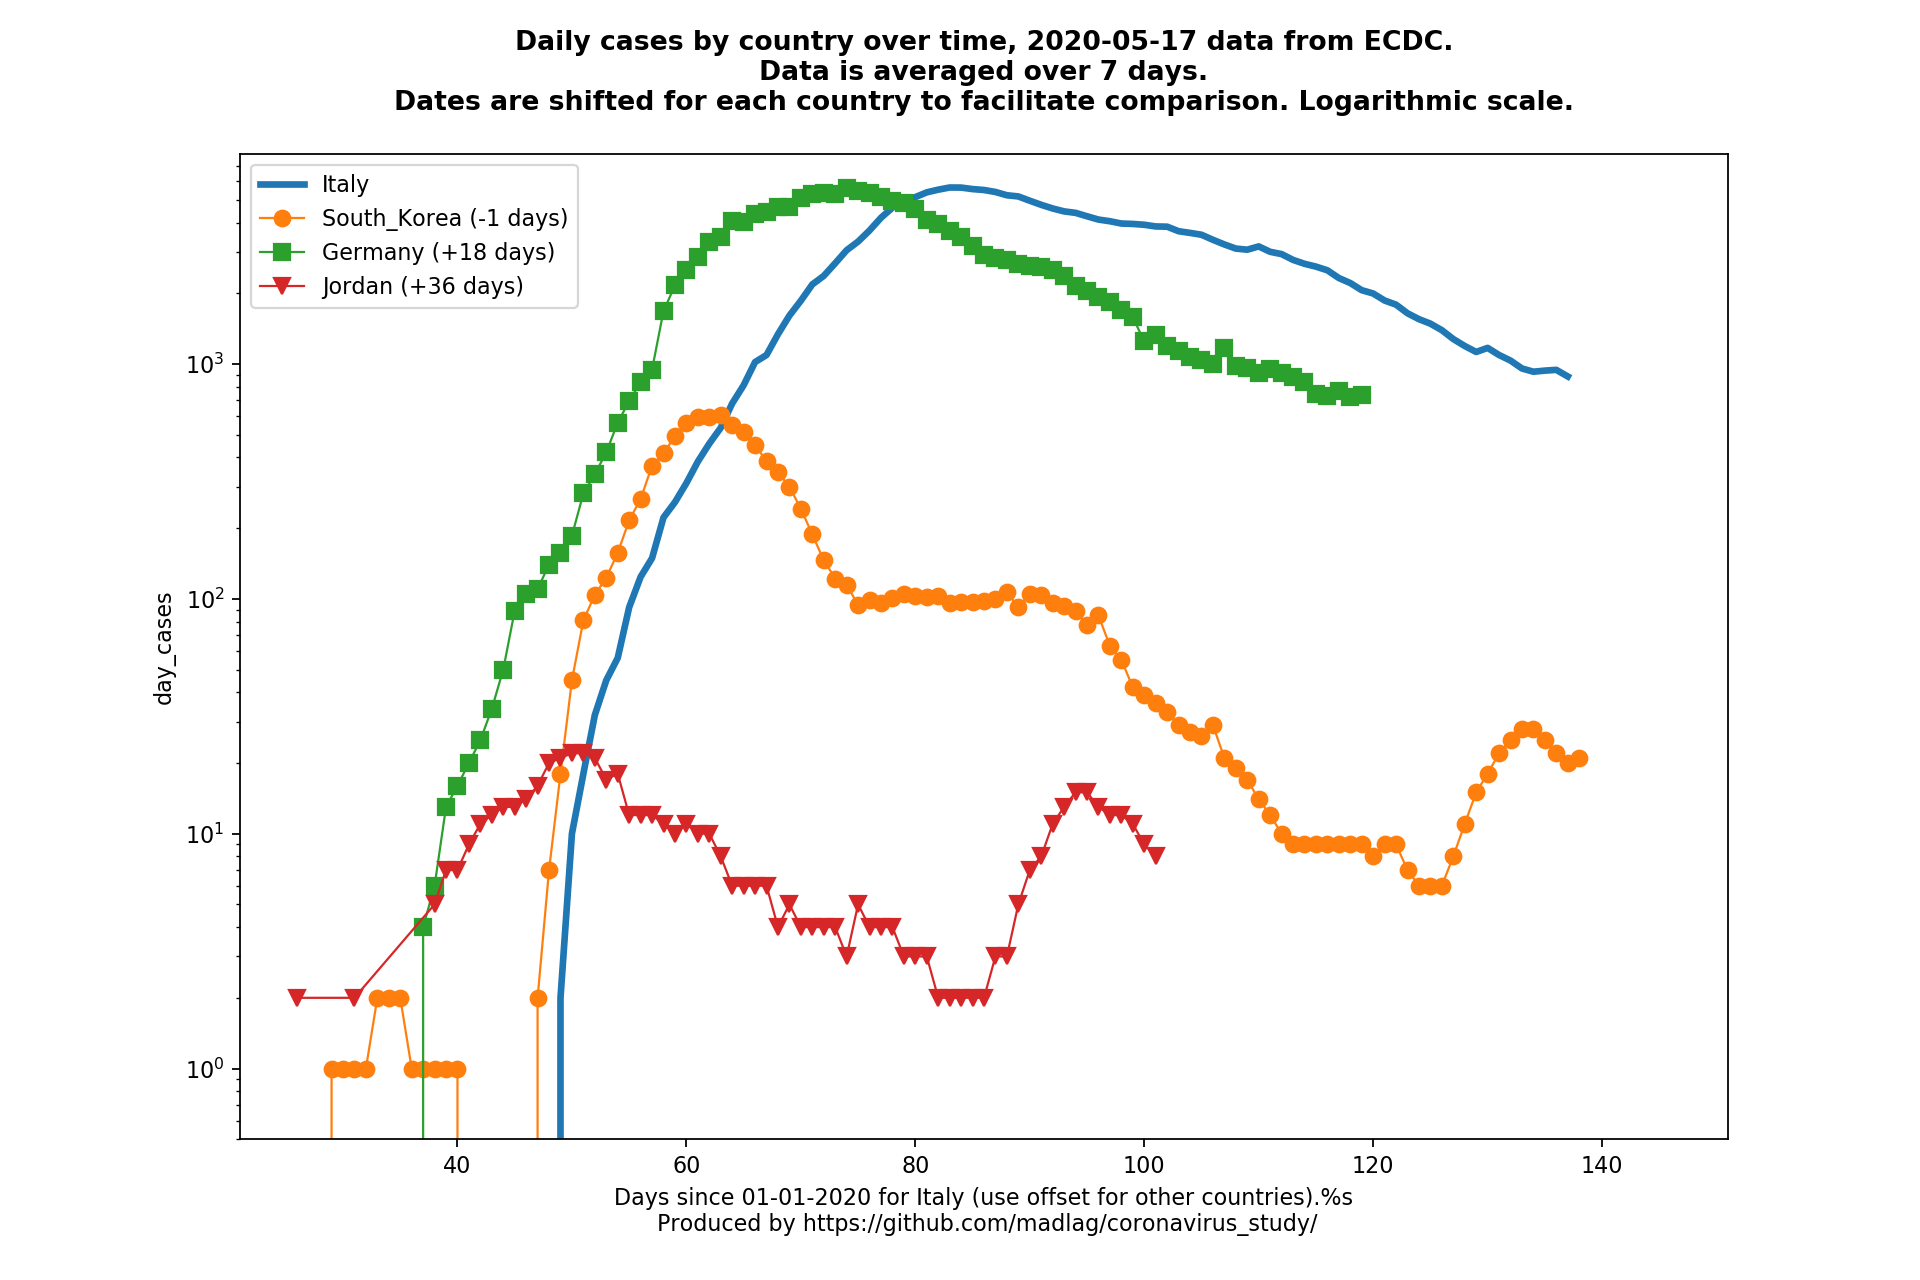 Daily cases by country over time, 2020-05-17 data from ECDC.
Data is averaged over 7 days.
Dates are shifted for each country to facilitate comparison. Logarithmic scale.
Italy
South_Korea (-1 days)
Germany (+18 days)
Jordan (+36 days)
day_cases
10³
10²
10¹
10⁰
40 60 80 100 120 140
Days since 01-01-2020 for Italy (use offset for other countries).%s
Produced by https://github.com/madlag/coronavirus_study/